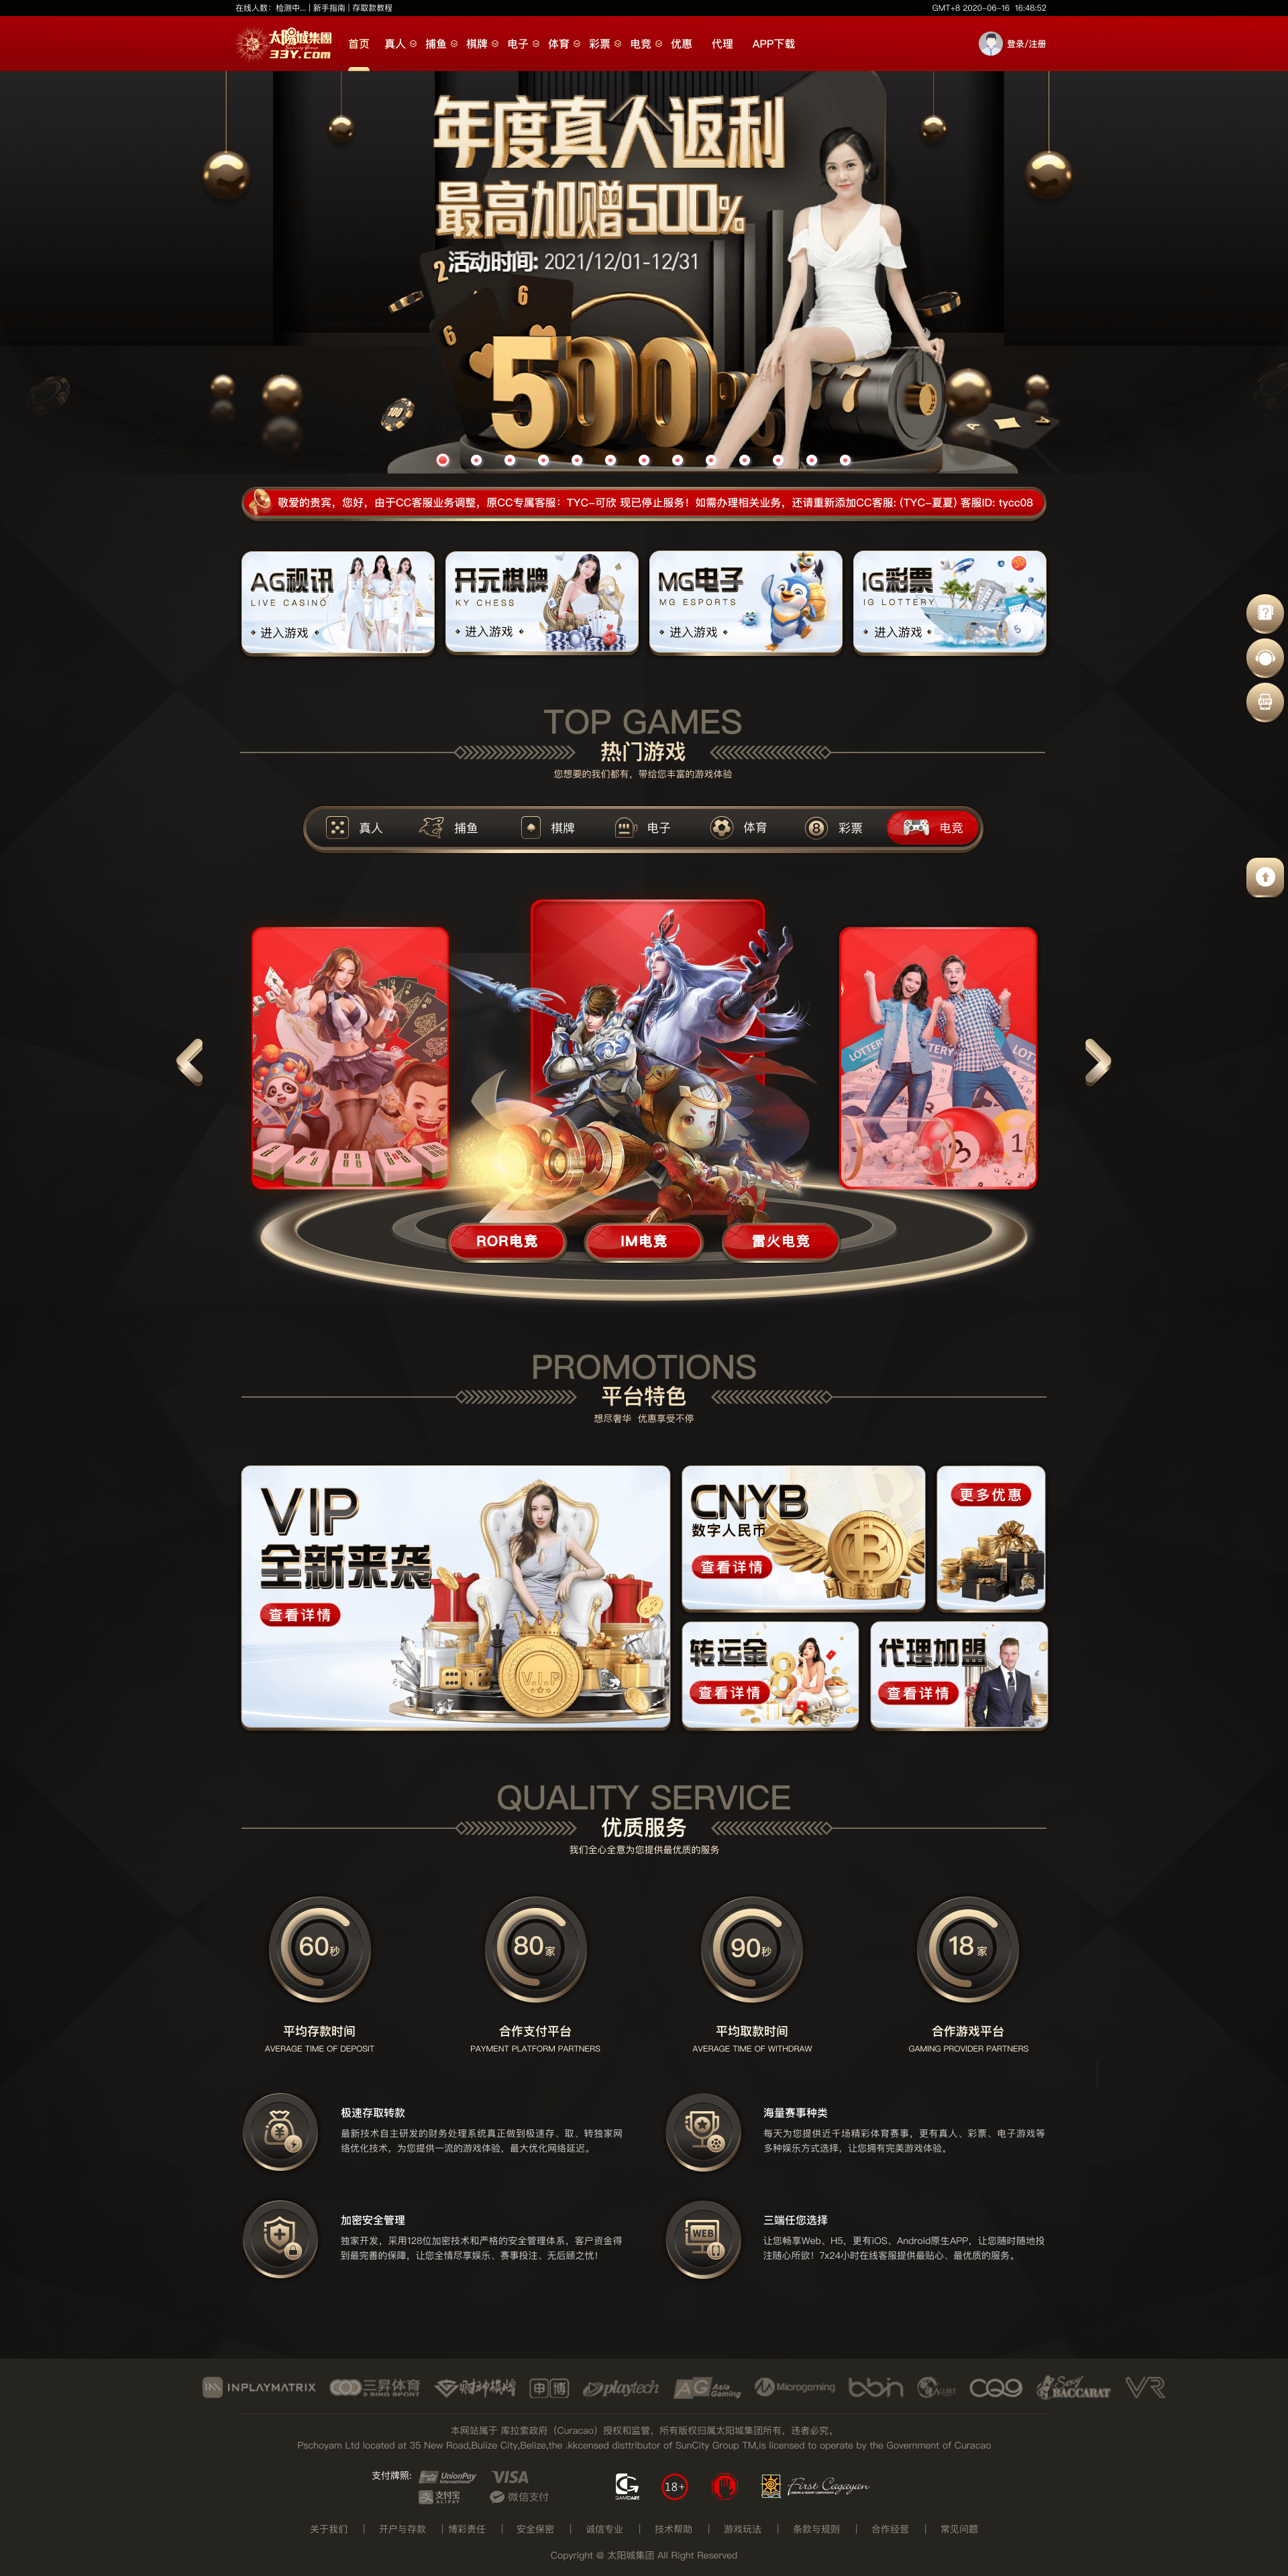 在线人数：检测中... | 新手指南 | 存取款教程
GMT+8 2020-06-16 16:48:52
太阳城集團
33Y.com
首页 真人 捕鱼 棋牌 电子 体育 彩票 电竞 优惠 代理 APP下载
登录/注册
年度真人返利
最高加赠500%
活动时间: 2021/12/01-12/31
500%
敬爱的贵宾，您好，由于CC客服业务调整，原CC专属客服：TYC-可欣 现已停止服务！如需办理相关业务，还请重新添加CC客服: (TYC-夏夏) 客服ID: tycc08
AG视讯
LIVE CASINO
进入游戏
开元棋牌
KY CHESS
进入游戏
MG电子
MG ESPORTS
进入游戏
IG彩票
IG LOTTERY
进入游戏
TOP GAMES
热门游戏
您想要的我们都有，带给您丰富的游戏体验
真人 捕鱼 棋牌 电子 体育 彩票 电竞
ROR电竞 IM电竞 雷火电竞
PROMOTIONS
平台特色
想尽奢华 优惠享受不停
VIP
全新来袭
查看详情
V.I.P
CNYB
数字人民币
查看详情
更多优惠
转运金
查看详情
代理加盟
查看详情
QUALITY SERVICE
优质服务
我们全心全意为您提供最优质的服务
60秒
80家
90秒
18家
平均存款时间
AVERAGE TIME OF DEPOSIT
合作支付平台
PAYMENT PLATFORM PARTNERS
平均取款时间
AVERAGE TIME OF WITHDRAW
合作游戏平台
GAMING PROVIDER PARTNERS
极速存取转款
最新技术自主研发的财务处理系统真正做到极速存、取、转独家网
络优化技术，为您提供一流的游戏体验，最大优化网络延迟。
海量赛事种类
每天为您提供近千场精彩体育赛事，更有真人、彩票、电子游戏等
多种娱乐方式选择，让您拥有完美游戏体验。
加密安全管理
独家开发，采用128位加密技术和严格的安全管理体系，客户资金得
到最完善的保障，让您全情尽享娱乐、赛事投注、无后顾之忧！
WEB
三端任您选择
让您畅享Web、H5，更有iOS、Android原生APP，让您随时随地投
注随心所欲！7x24小时在线客服提供最贴心、最优质的服务。
INPLAYMATRIX 三昇体育 3 SING SPORT 财神棋牌 申博 playtech AG Asia Gaming Microgaming bbin CQ9 Sexy BACCARAT VR
本网站属于 库拉索政府（Curacao）授权和监管，所有版权归属太阳城集团所有，违者必究。
Pschoyam Ltd located at 35 New Road,Bulize City,Belize,the .kkcensed disttributor of SunCity Group TM,is licensed to operate by the Government of Curacao
支付牌照: UnionPay International VISA
支付宝 ALIPAY 微信支付
GAMCARE 18+ First Cagayan
关于我们 | 开户与存款 | 博彩责任 | 安全保密 | 诚信专业 | 技术帮助 | 游戏玩法 | 条款与规则 | 合作经营 | 常见问题
Copyright @ 太阳城集团 All Right Reserved